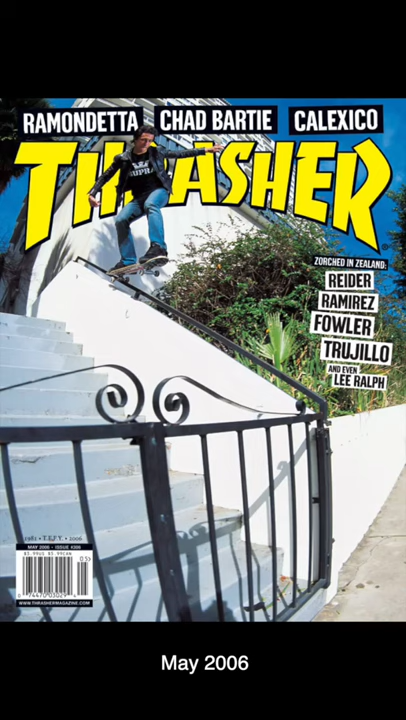 RAMONDETTA CHAD BARTIE CALEXICO
THRASHER
SUPRA
ZORCHED IN ZEALAND:
REIDER
RAMIREZ
FOWLER
TRUJILLO
AND EVEN
LEE RALPH
1981 • T.F.T.Y. • 2006
MAY 2006 • ISSUE #306
WWW.THRASHERMAGAZINE.COM
May 2006